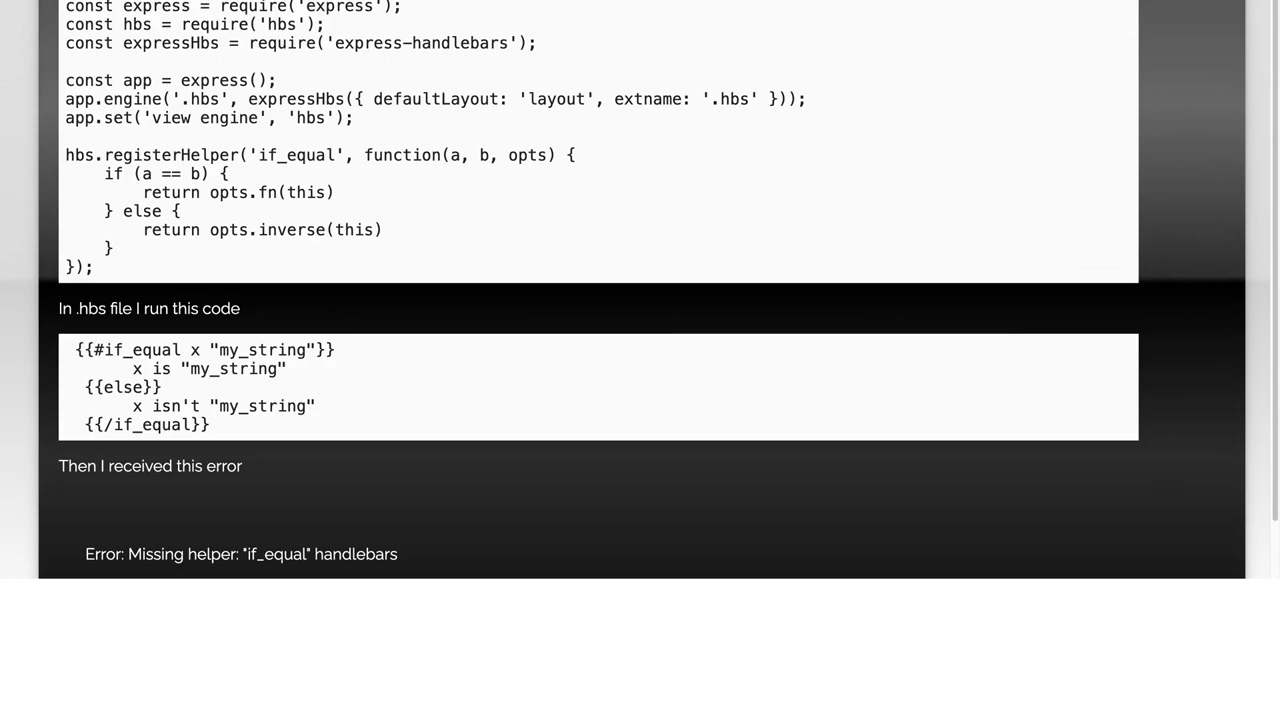 const express = require('express');
const hbs = require('hbs');
const expressHbs = require('express-handlebars');
const app = express();
app.engine('.hbs', expressHbs({ defaultLayout: 'layout', extname: '.hbs' }));
app.set('view engine', 'hbs');
hbs.registerHelper('if_equal', function(a, b, opts) {
    if (a == b) {
        return opts.fn(this)
    } else {
        return opts.inverse(this)
    }
});
In .hbs file I run this code
{{#if_equal x "my_string"}}
      x is "my_string"
 {{else}}
      x isn't "my_string"
 {{/if_equal}}
Then I received this error
Error: Missing helper: "if_equal" handlebars